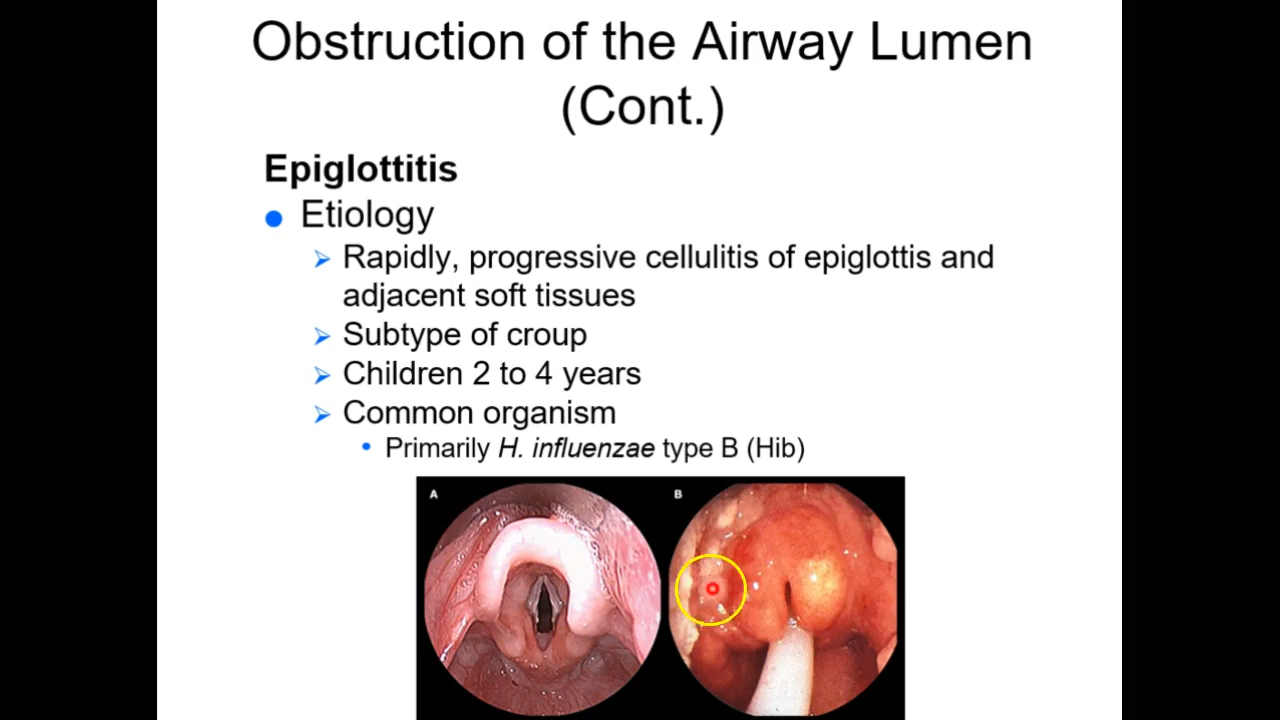 Obstruction of the Airway Lumen
(Cont.)
Epiglottitis
Etiology
Rapidly, progressive cellulitis of epiglottis and
adjacent soft tissues
Subtype of croup
Children 2 to 4 years
Common organism
Primarily H. influenzae type B (Hib)
A
B